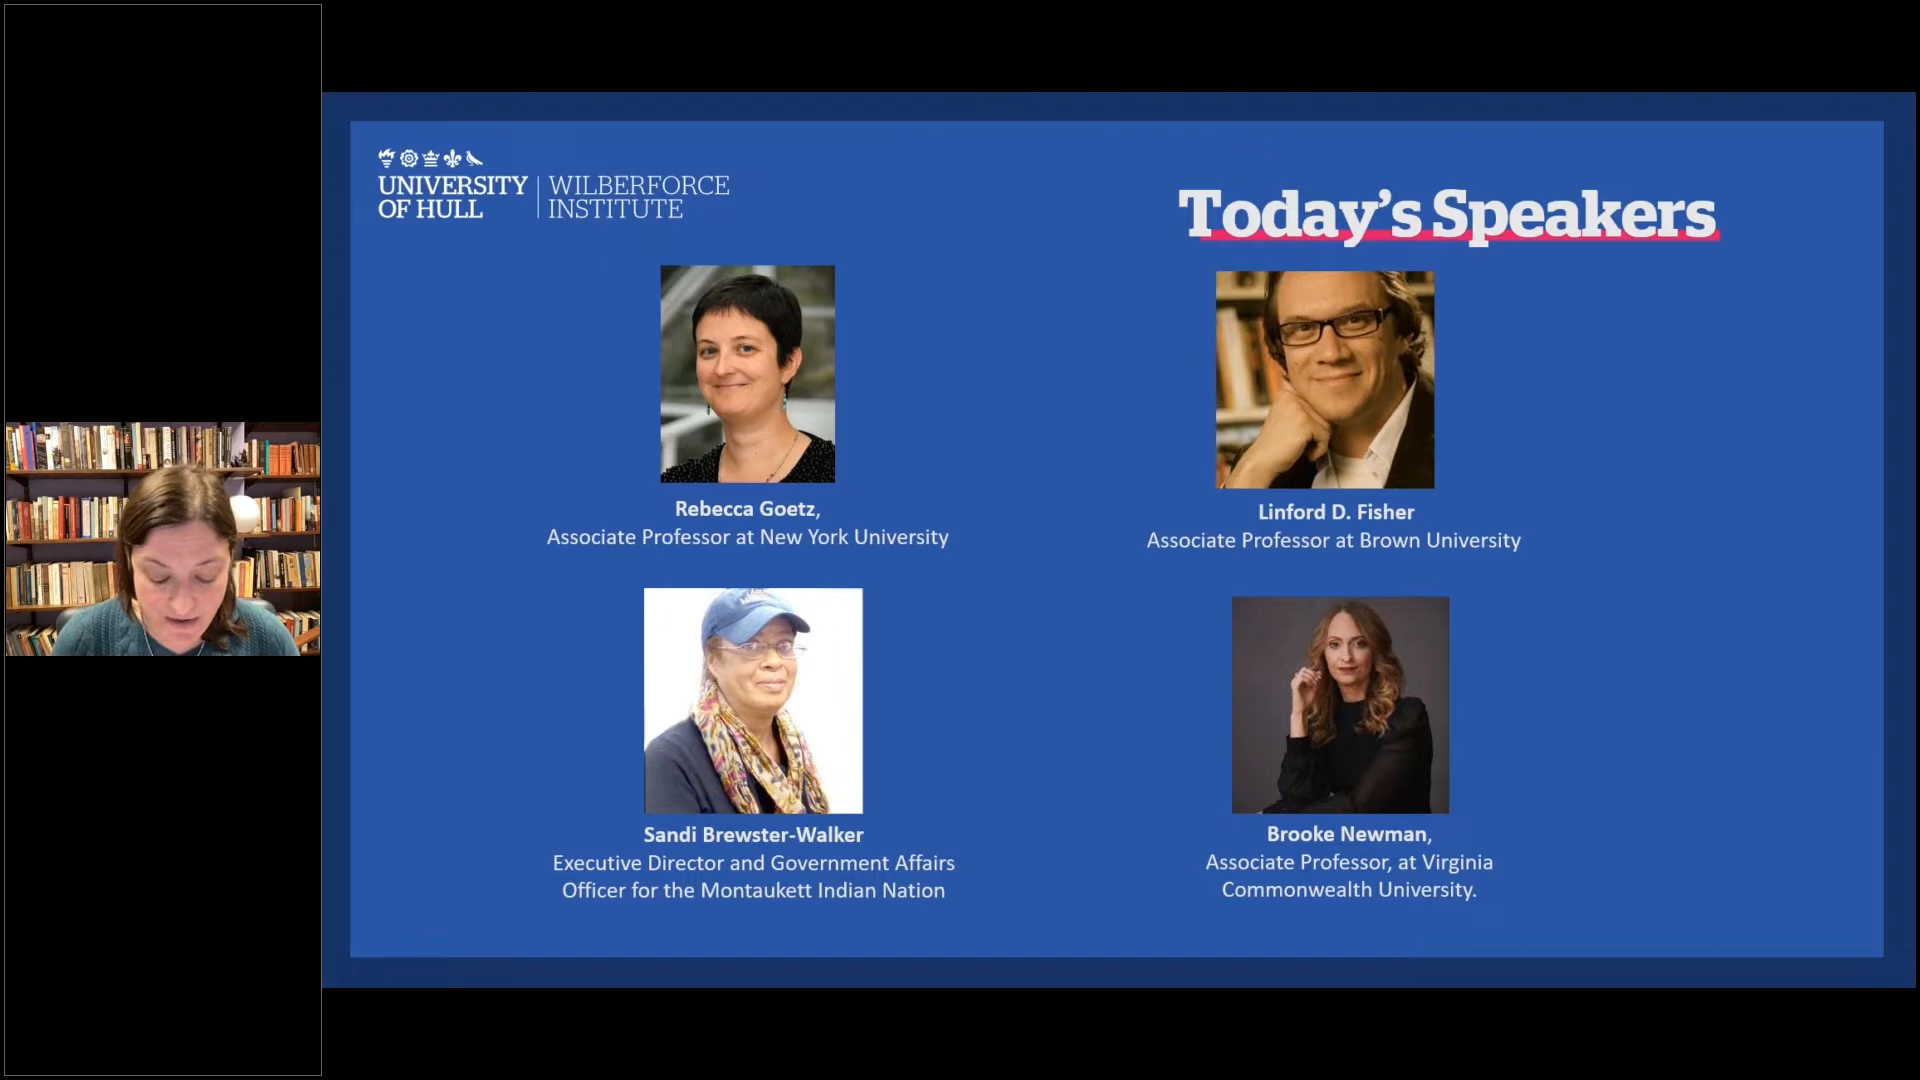 UNIVERSITY
OF HULL
WILBERFORCE
INSTITUTE
Today's Speakers
Rebecca Goetz,
Associate Professor at New York University
Linford D. Fisher
Associate Professor at Brown University
Sandi Brewster-Walker
Executive Director and Government Affairs
Officer for the Montaukett Indian Nation
Brooke Newman,
Associate Professor, at Virginia
Commonwealth University.